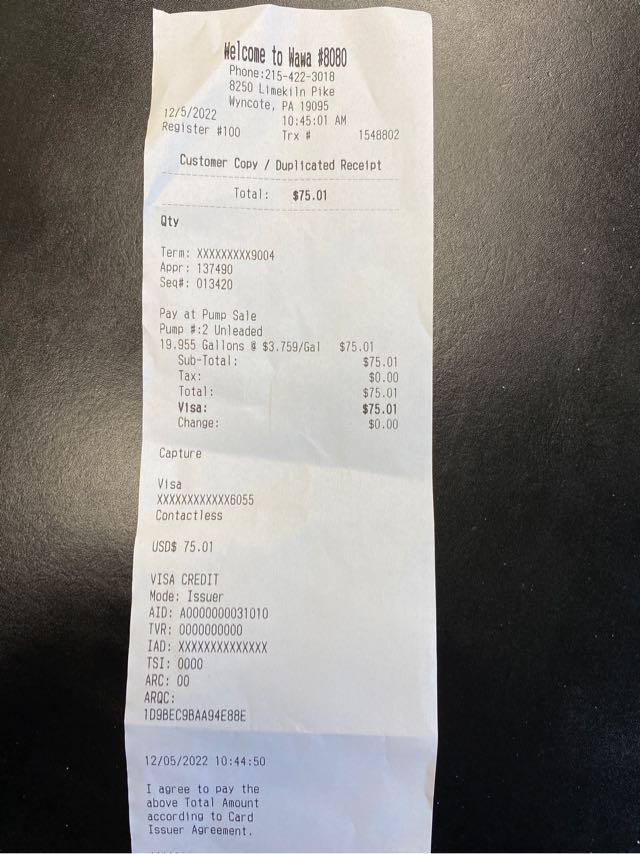 Welcome to Wawa #8080
Phone:215-422-3018
8250 Limekiln Pike
Wyncote, PA 19095
12/5/2022 10:45:01 AM
Register #100 Trx # 1548802
Customer Copy / Duplicated Receipt
Total: $75.01
Qty
Term: XXXXXXXXX9004
Appr: 137490
Seq#: 013420
Pay at Pump Sale
Pump #:2 Unleaded
19.955 Gallons @ $3.759/Gal $75.01
Sub-Total: $75.01
Tax: $0.00
Total: $75.01
Visa: $75.01
Change: $0.00
Capture
Visa
XXXXXXXXXXXX6055
Contactless
USD$ 75.01
VISA CREDIT
Mode: Issuer
AID: A0000000031010
TVR: 0000000000
IAD: XXXXXXXXXXXXXX
TSI: 0000
ARC: 00
ARQC:
1D9BEC9BAA94E88E
12/05/2022 10:44:50
I agree to pay the
above Total Amount
according to Card
Issuer Agreement.